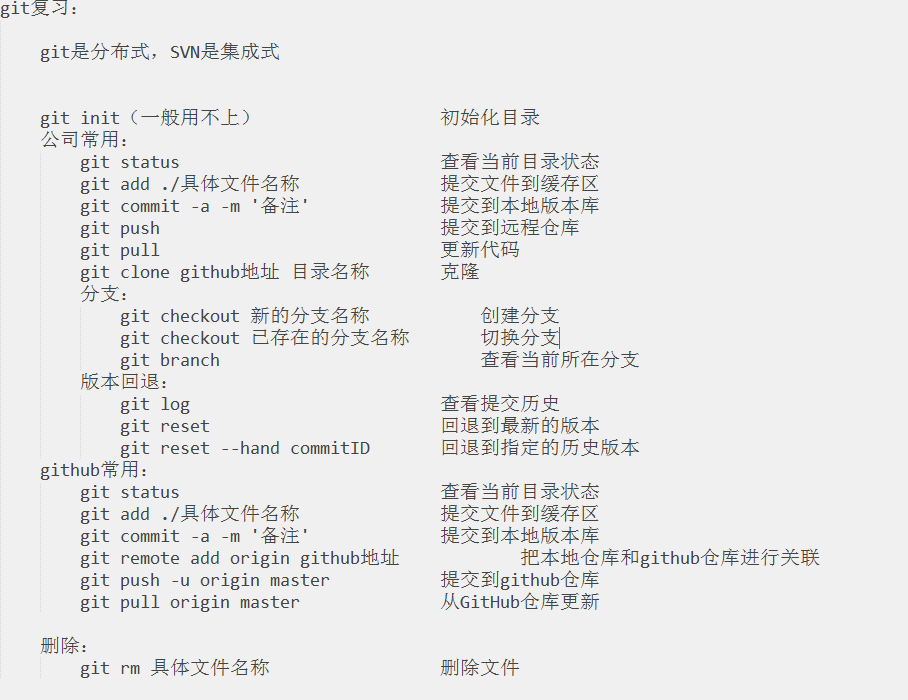 git复习：
git是分布式，SVN是集成式
git init（一般用不上） 初始化目录
公司常用：
git status 查看当前目录状态
git add ./具体文件名称 提交文件到缓存区
git commit -a -m '备注' 提交到本地版本库
git push 提交到远程仓库
git pull 更新代码
git clone github地址 目录名称 克隆
分支：
git checkout 新的分支名称 创建分支
git checkout 已存在的分支名称 切换分支
git branch 查看当前所在分支
版本回退：
git log 查看提交历史
git reset 回退到最新的版本
git reset --hand commitID 回退到指定的历史版本
github常用：
git status 查看当前目录状态
git add ./具体文件名称 提交文件到缓存区
git commit -a -m '备注' 提交到本地版本库
git remote add origin github地址 把本地仓库和github仓库进行关联
git push -u origin master 提交到github仓库
git pull origin master 从GitHub仓库更新
删除：
git rm 具体文件名称 删除文件